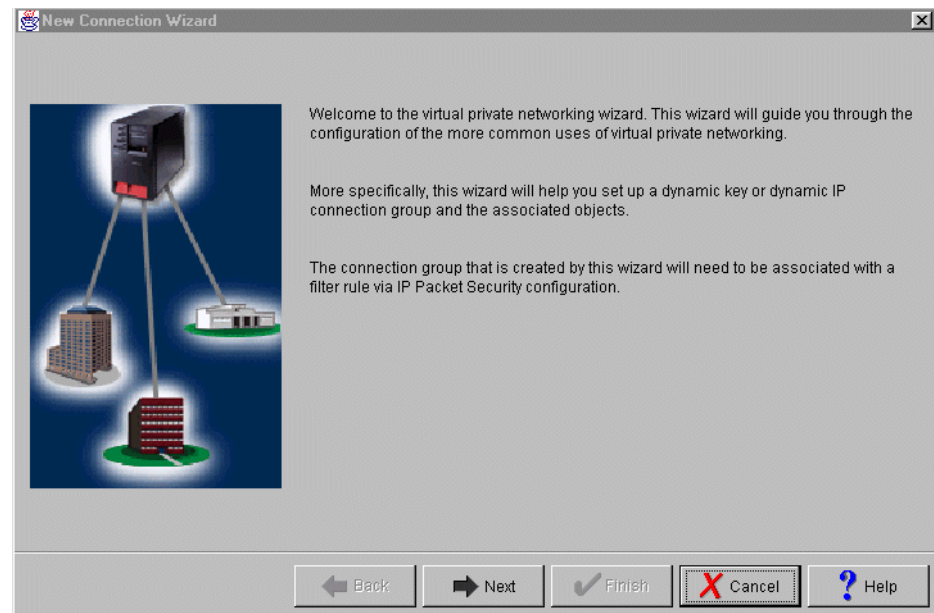 New Connection Wizard
Welcome to the virtual private networking wizard. This wizard will guide you through the
configuration of the more common uses of virtual private networking.
More specifically, this wizard will help you set up a dynamic key or dynamic IP
connection group and the associated objects.
The connection group that is created by this wizard will need to be associated with a
filter rule via IP Packet Security configuration.
Back
Next
Finish
Cancel
Help